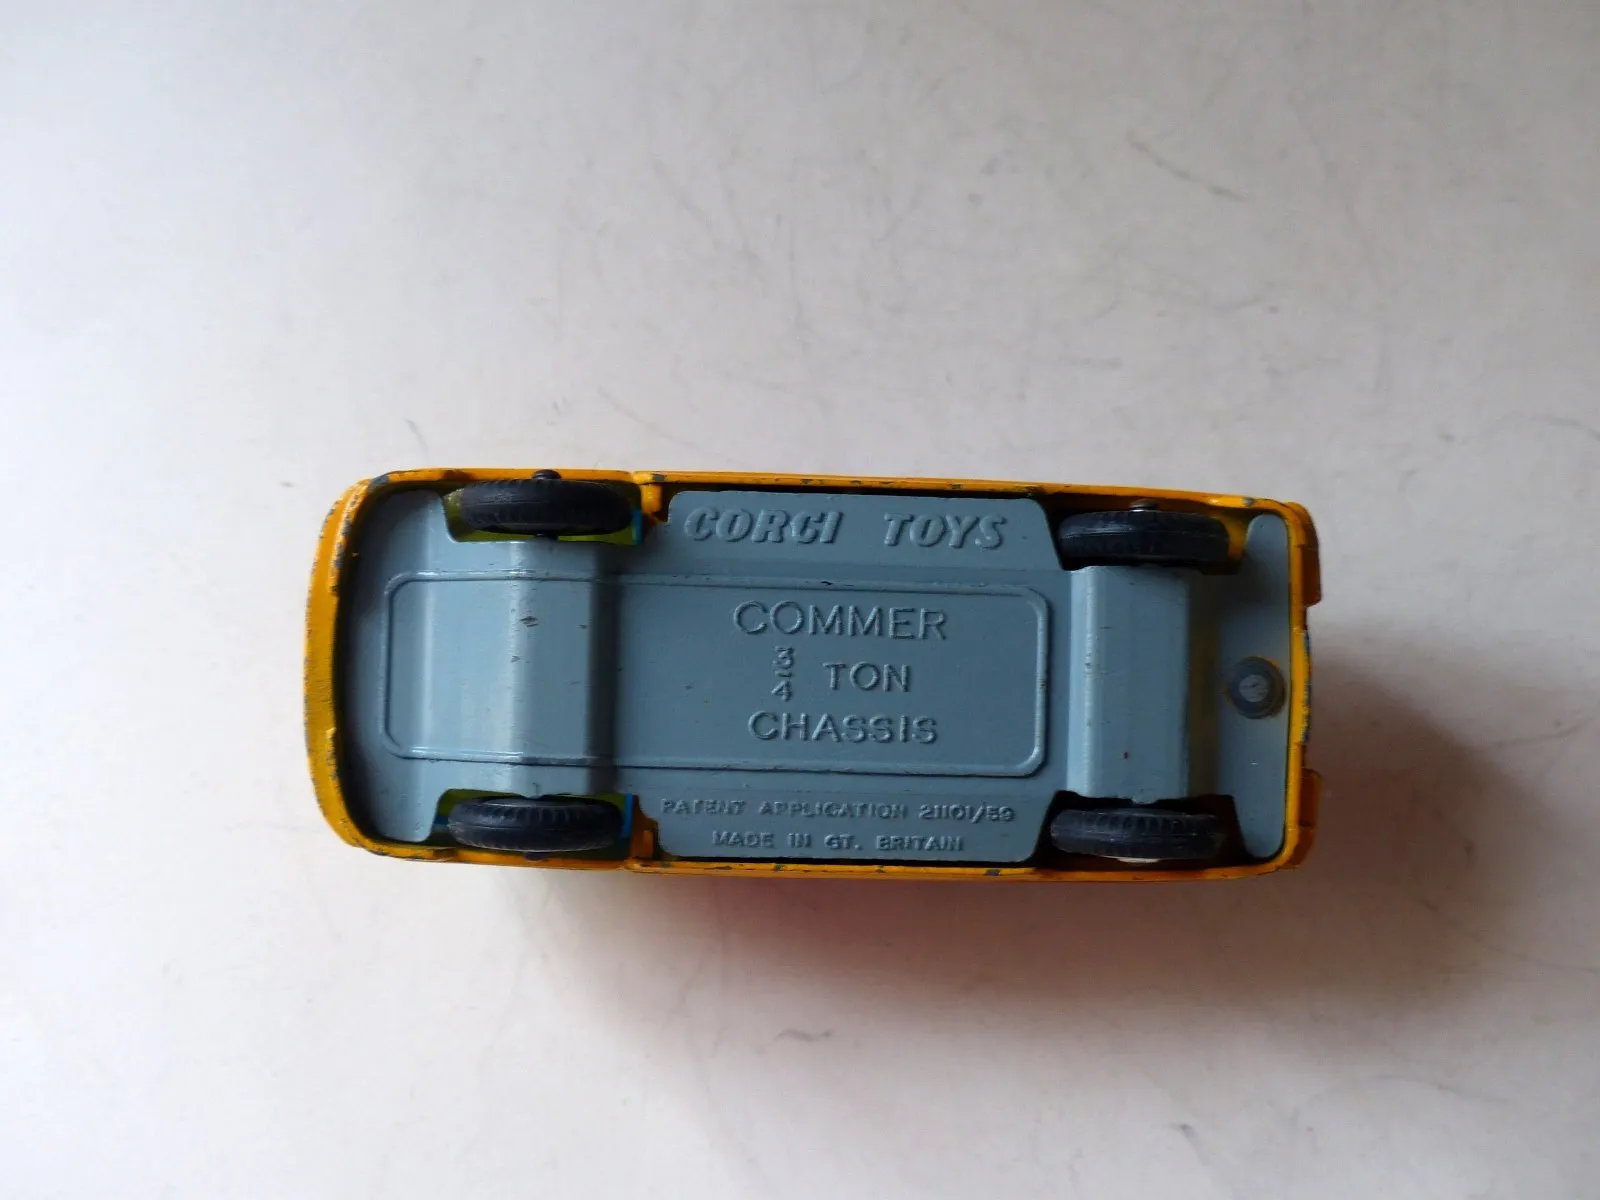 CORGI TOYS
COMMER
3/4 TON
CHASSIS
PATENT APPLICATION 21101/59
MADE IN GT. BRITAIN